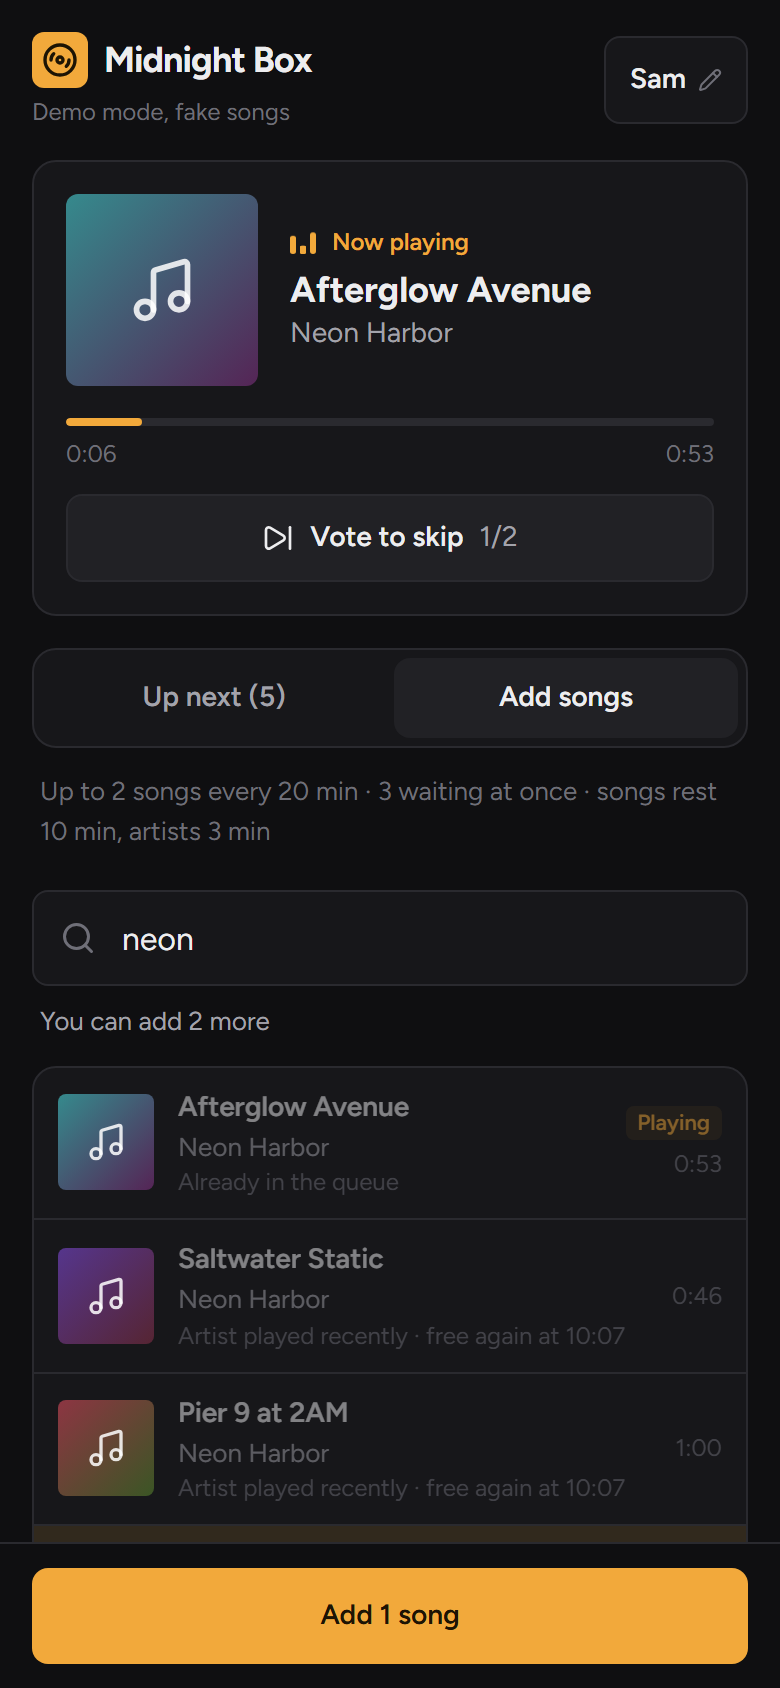 Midnight Box
Demo mode, fake songs
Sam
Now playing
Afterglow Avenue
Neon Harbor
0:06
0:53
Vote to skip 1/2
Up next (5)
Add songs
Up to 2 songs every 20 min · 3 waiting at once · songs rest
10 min, artists 3 min
neon
You can add 2 more
Afterglow Avenue
Neon Harbor
Already in the queue
Playing
0:53
Saltwater Static
Neon Harbor
Artist played recently · free again at 10:07
0:46
Pier 9 at 2AM
Neon Harbor
Artist played recently · free again at 10:07
1:00
Add 1 song